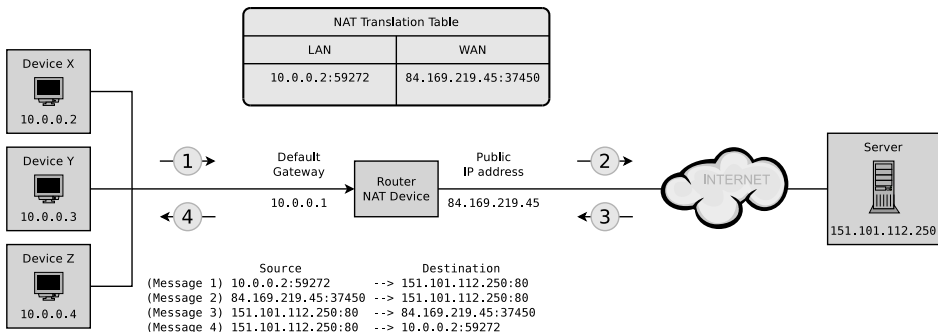 NAT Translation Table
LAN WAN
10.0.0.2:59272 84.169.219.45:37450
Device X
10.0.0.2
Device Y
10.0.0.3
Device Z
10.0.0.4
1
4
Default
Gateway
10.0.0.1
Router
NAT Device
Public
IP address
84.169.219.45
2
3
INTERNET
Server
151.101.112.250
Source Destination
(Message 1) 10.0.0.2:59272 --> 151.101.112.250:80
(Message 2) 84.169.219.45:37450 --> 151.101.112.250:80
(Message 3) 151.101.112.250:80 --> 84.169.219.45:37450
(Message 4) 151.101.112.250:80 --> 10.0.0.2:59272